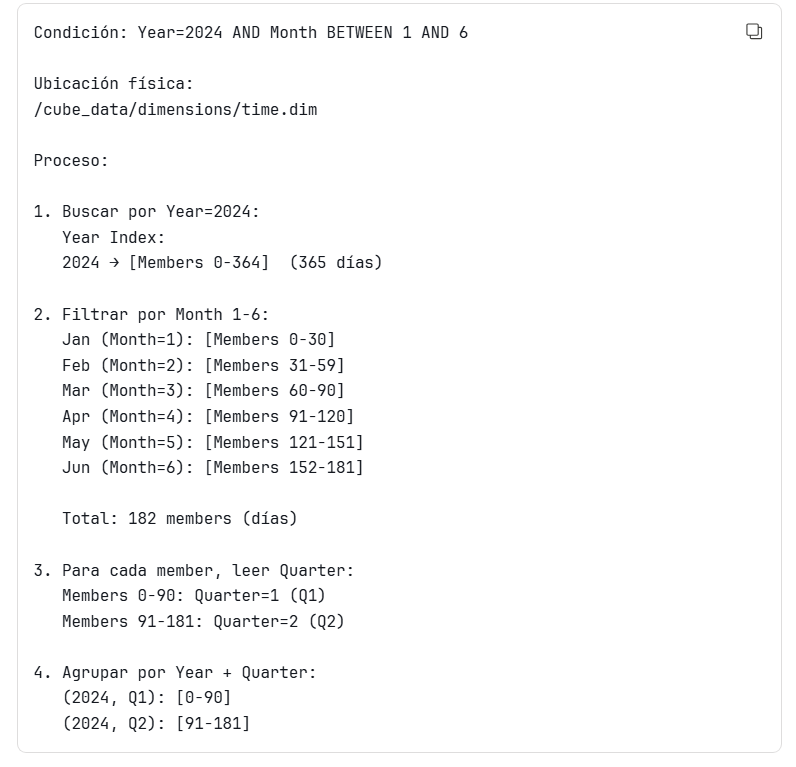 Condición: Year=2024 AND Month BETWEEN 1 AND 6
Ubicación física:
/cube_data/dimensions/time.dim
Proceso:
1. Buscar por Year=2024:
Year Index:
2024 → [Members 0-364]  (365 días)
2. Filtrar por Month 1-6:
Jan (Month=1): [Members 0-30]
Feb (Month=2): [Members 31-59]
Mar (Month=3): [Members 60-90]
Apr (Month=4): [Members 91-120]
May (Month=5): [Members 121-151]
Jun (Month=6): [Members 152-181]
Total: 182 members (días)
3. Para cada member, leer Quarter:
Members 0-90: Quarter=1 (Q1)
Members 91-181: Quarter=2 (Q2)
4. Agrupar por Year + Quarter:
(2024, Q1): [0-90]
(2024, Q2): [91-181]